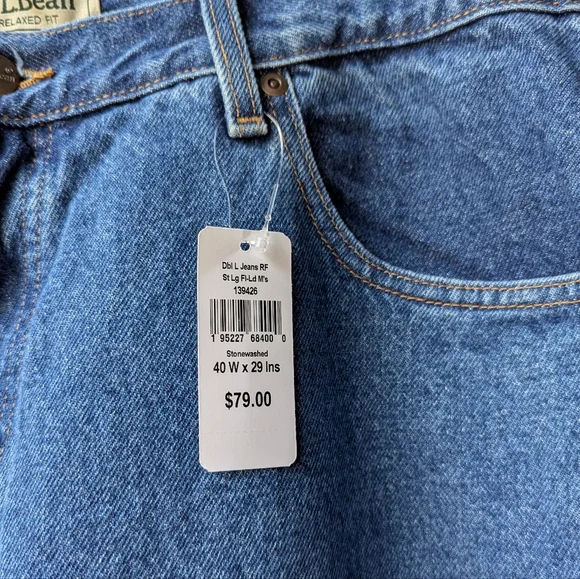 L.Bean
RELAXED FIT
Dbl L Jeans RF
St Lg Fl-Ld M's
139426
1 95227 68400 0
Stonewashed
40 W x 29 Ins
$79.00